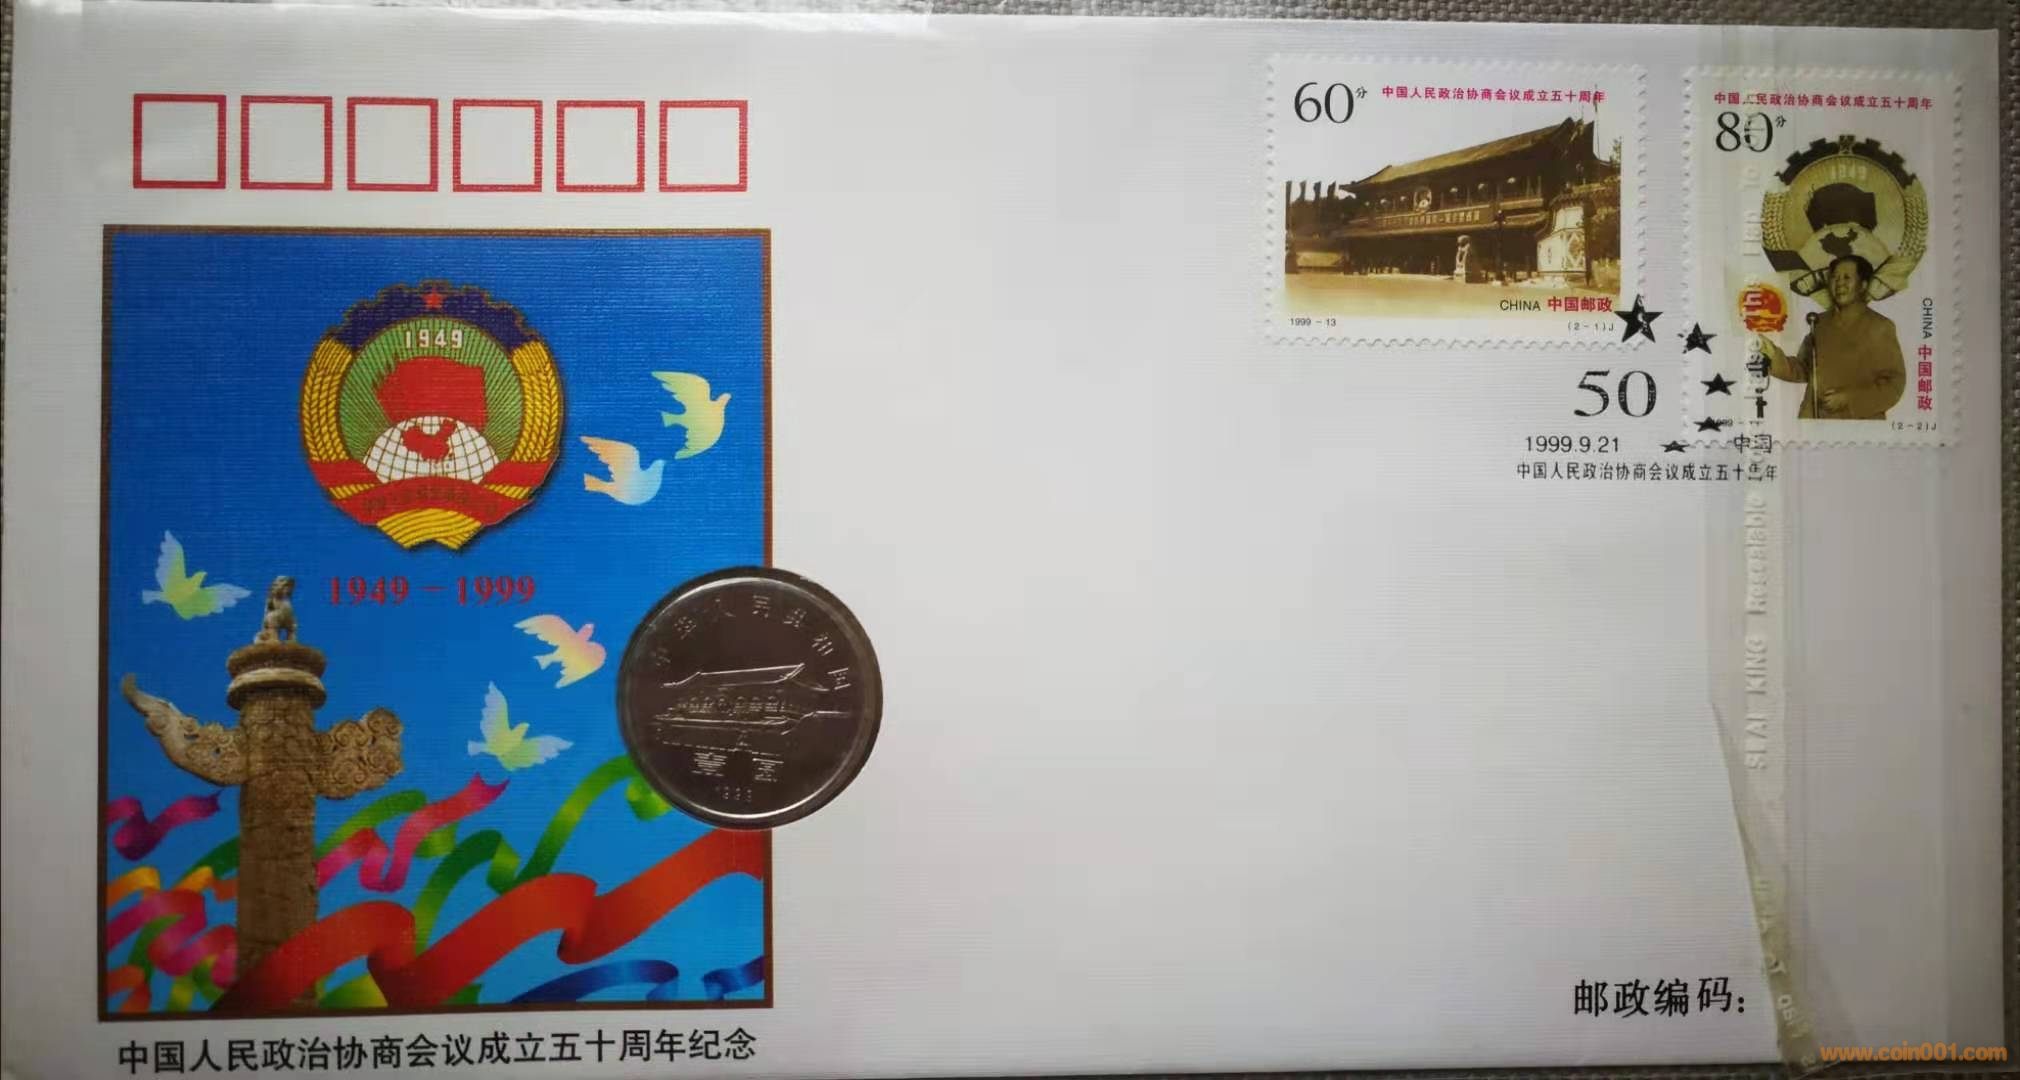 60分
中国人民政治协商会议成立五十周年
CHINA 中国邮政
1999-13
(2-1)J
中国人民政治协商会议成立五十周年
80分
1949
CHINA 中国邮政
(2-2)J
50
1999.9.21
中国
中国人民政治协商会议成立五十周年
1949
1949-1999
中华人民共和国
壹圆
中国人民政治协商会议成立五十周年纪念
邮政编码:
SEAL KING Resealable
www.coin001.com